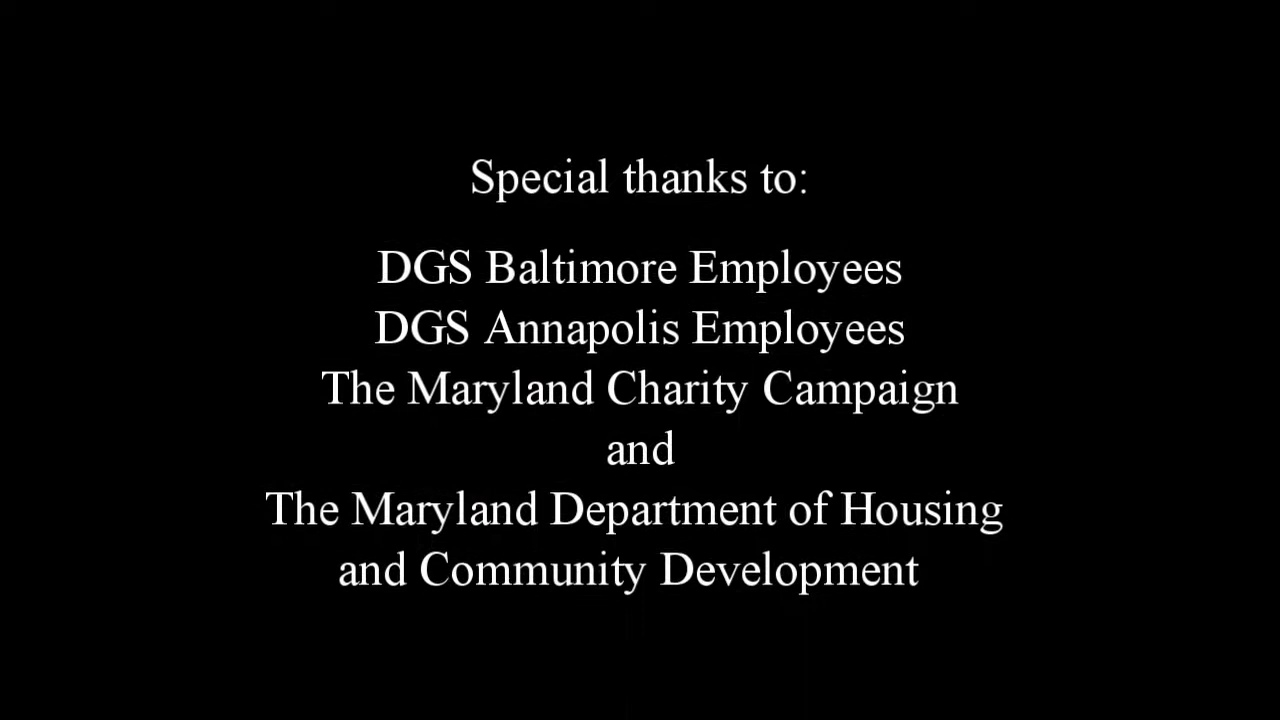 Special thanks to:
DGS Baltimore Employees
DGS Annapolis Employees
The Maryland Charity Campaign
and
The Maryland Department of Housing
and Community Development